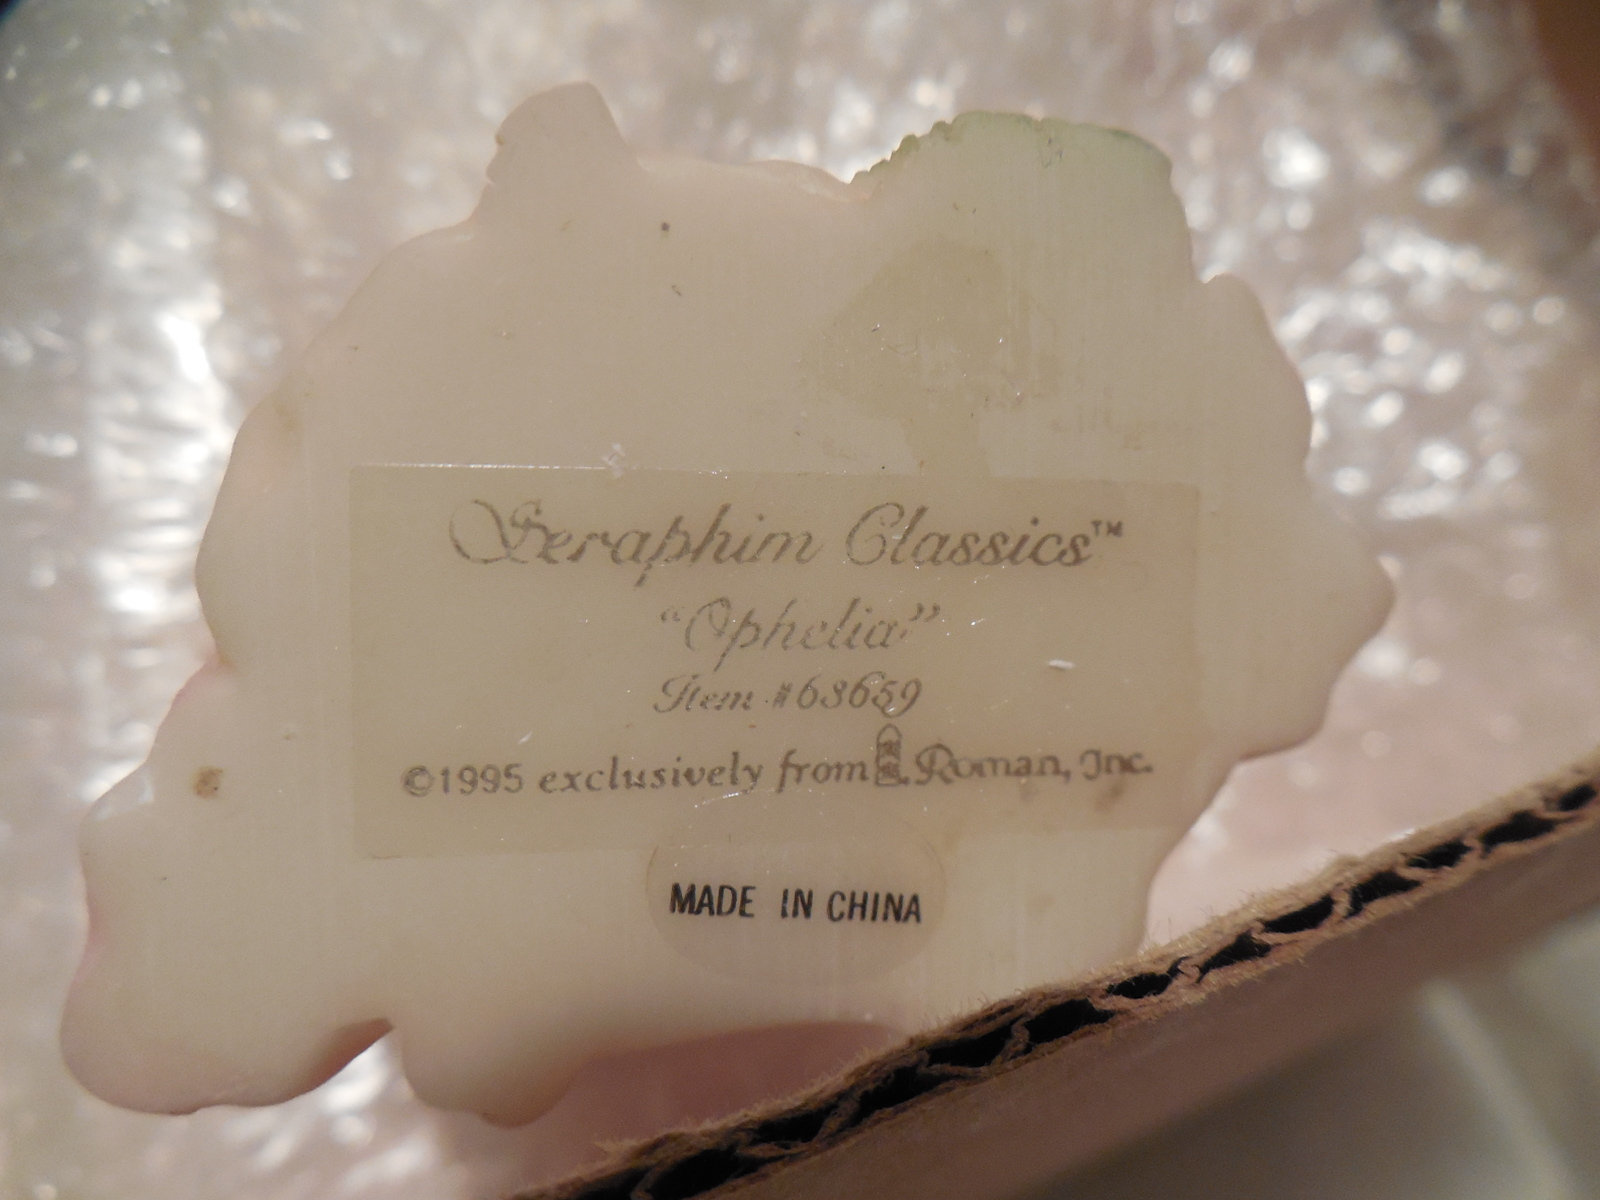 Seraphim Classics™
“Ophelia”
Item #63659
©1995 exclusively from Roman, Inc.
MADE IN CHINA